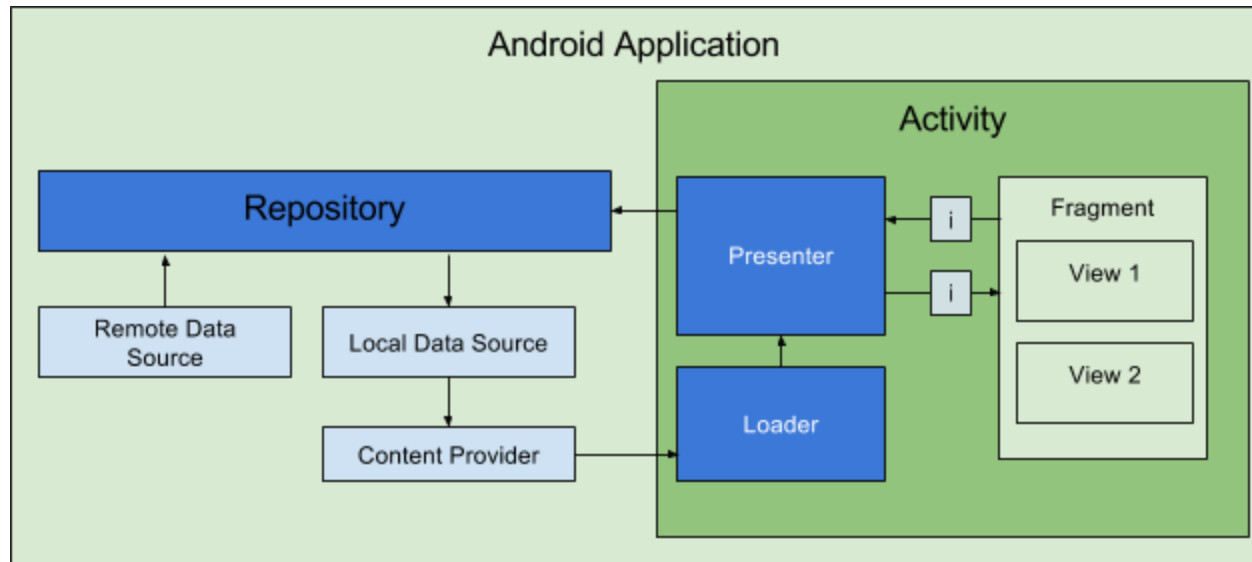 Android Application
Activity
Repository
Presenter
i
i
Fragment
View 1
View 2
Remote Data
Source
Local Data Source
Content Provider
Loader